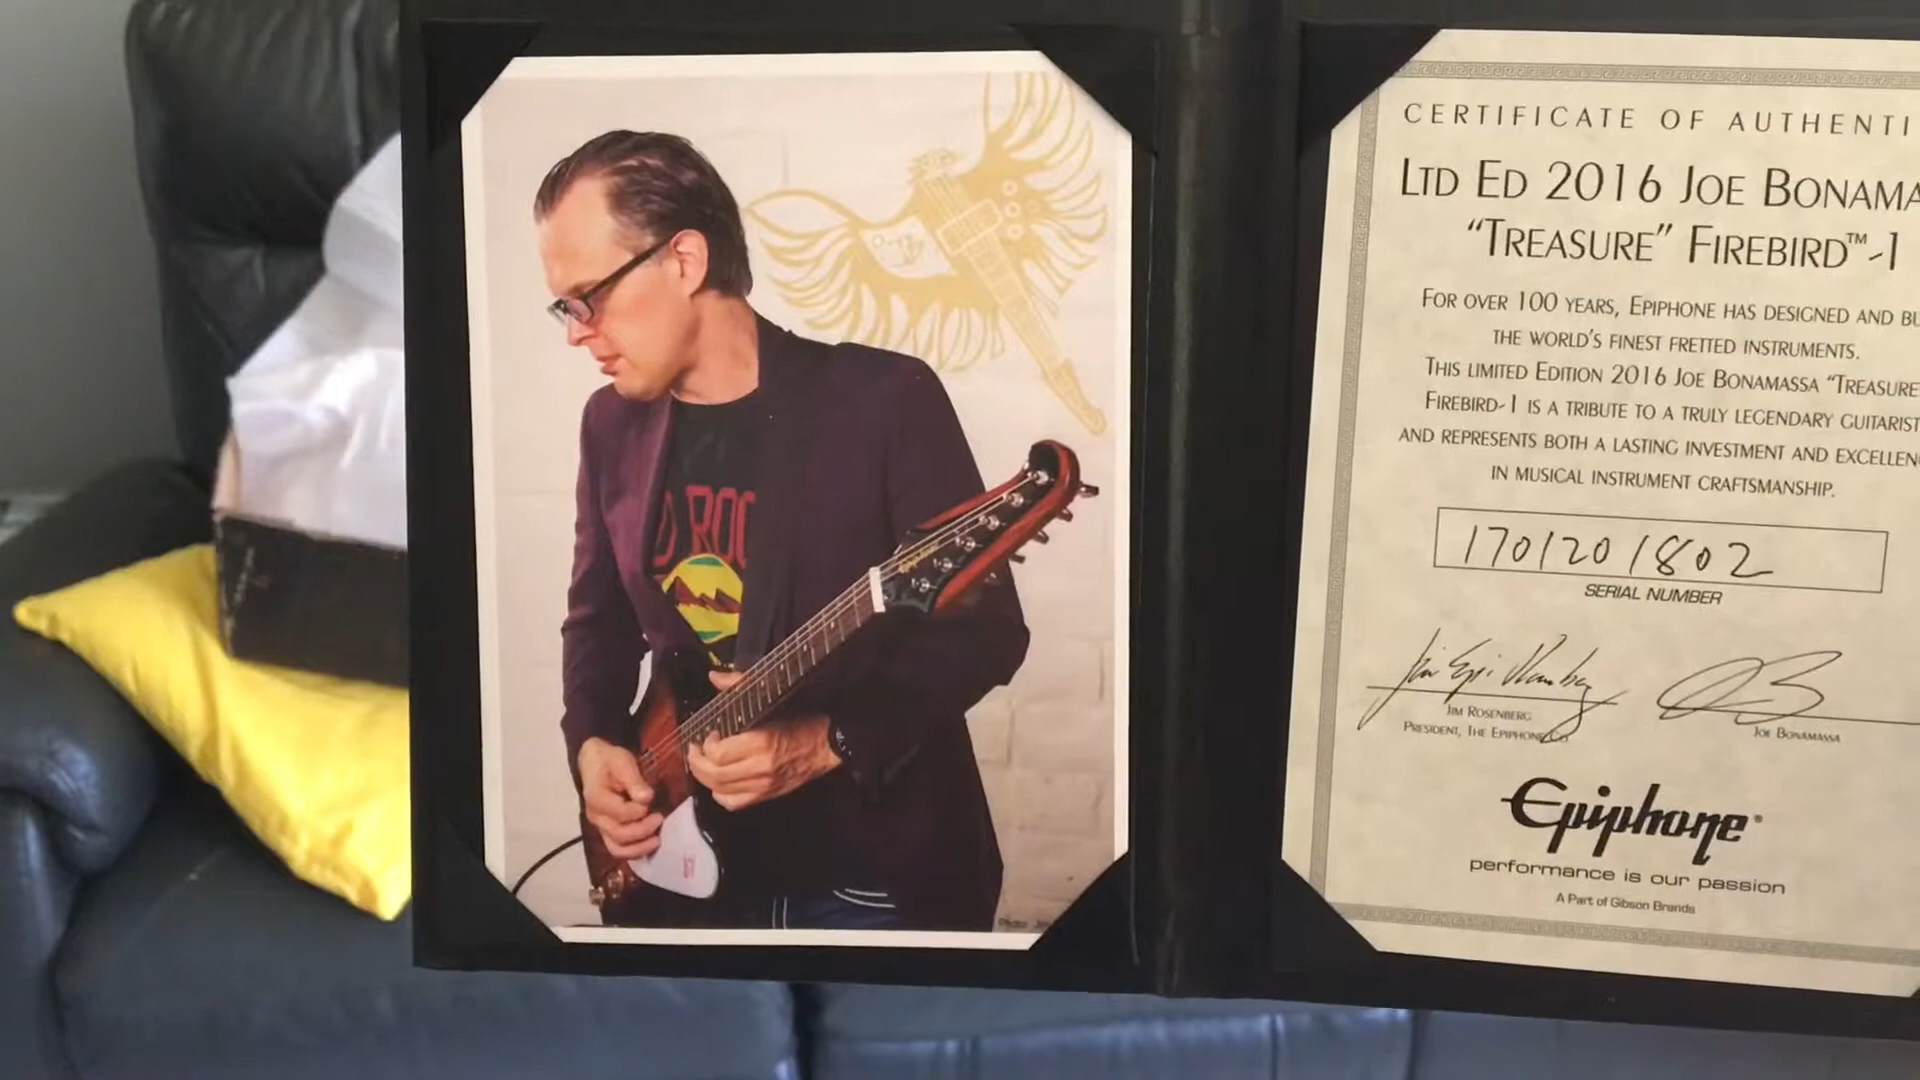 D ROC
Epiphone
CERTIFICATE OF AUTHENTI
LTD ED 2016 JOE BONAMA
"TREASURE" FIREBIRD™-1
FOR OVER 100 YEARS, EPIPHONE HAS DESIGNED AND BU
THE WORLD'S FINEST FRETTED INSTRUMENTS.
THIS LIMITED EDITION 2016 JOE BONAMASSA "TREASURE"
FIREBIRD-1 IS A TRIBUTE TO A TRULY LEGENDARY GUITARIST
AND REPRESENTS BOTH A LASTING INVESTMENT AND EXCELLEN
IN MUSICAL INSTRUMENT CRAFTSMANSHIP.
1701201802
SERIAL NUMBER
JIM ROSENBERG
PRESIDENT, THE EPIPHONE CO
JOE BONAMASSA
Epiphone®
performance is our passion
A Part of Gibson Brands